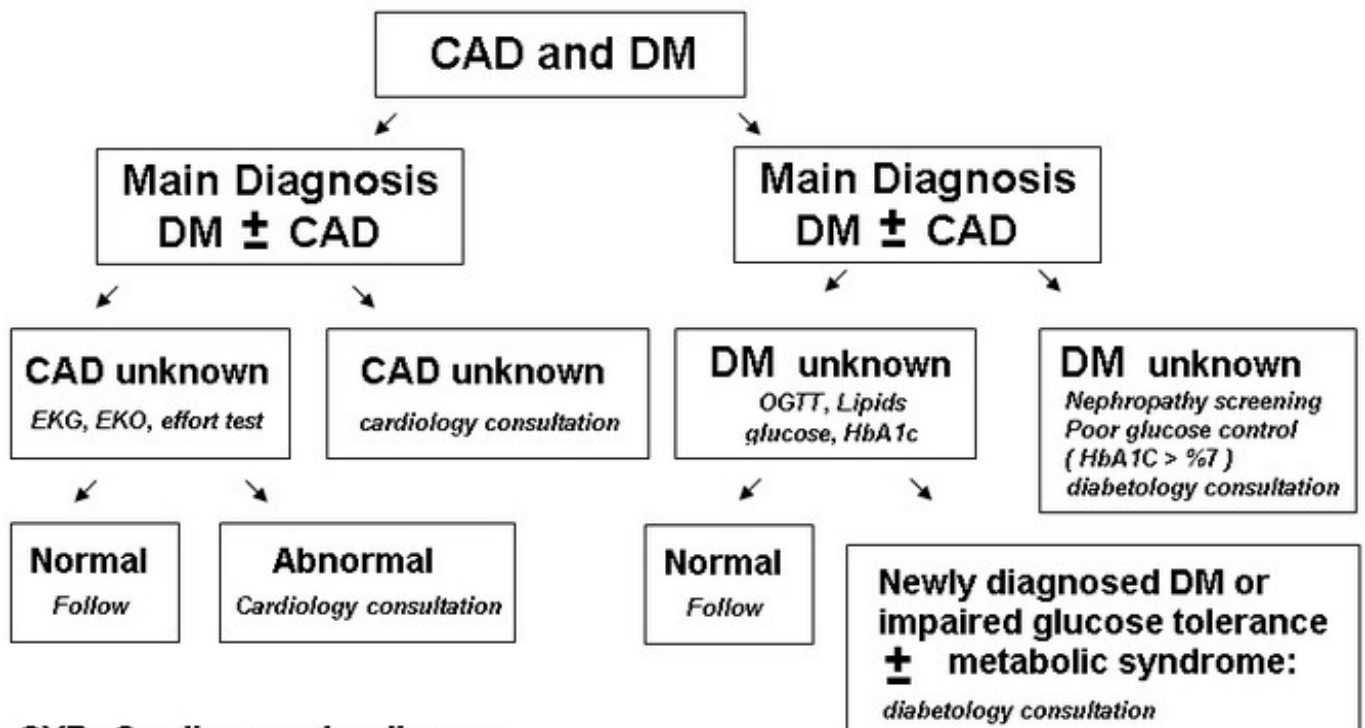 CAD and DM
Main Diagnosis
DM ± CAD
Main Diagnosis
DM ± CAD
CAD unknown
EKG, EKO, effort test
CAD unknown
cardiology consultation
DM unknown
OGTT, Lipids
glucose, HbA1c
DM unknown
Nephropathy screening
Poor glucose control
( HbA1C > %7 )
diabetology consultation
Normal
Follow
Abnormal
Cardiology consultation
Normal
Follow
Newly diagnosed DM or
impaired glucose tolerance
± metabolic syndrome:
diabetology consultation